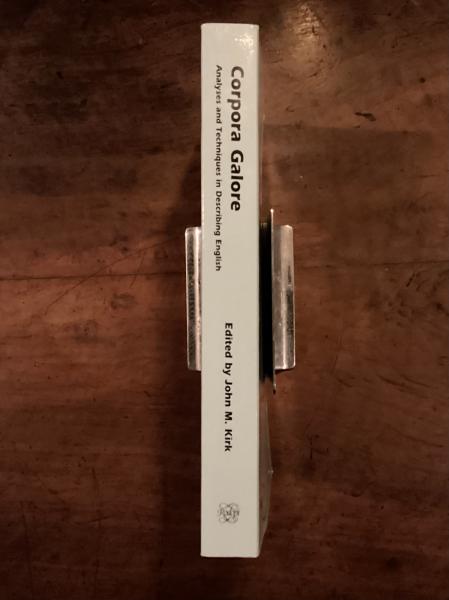 Corpora Galore
Analyses and Techniques in Describing English
Edited by John M. Kirk